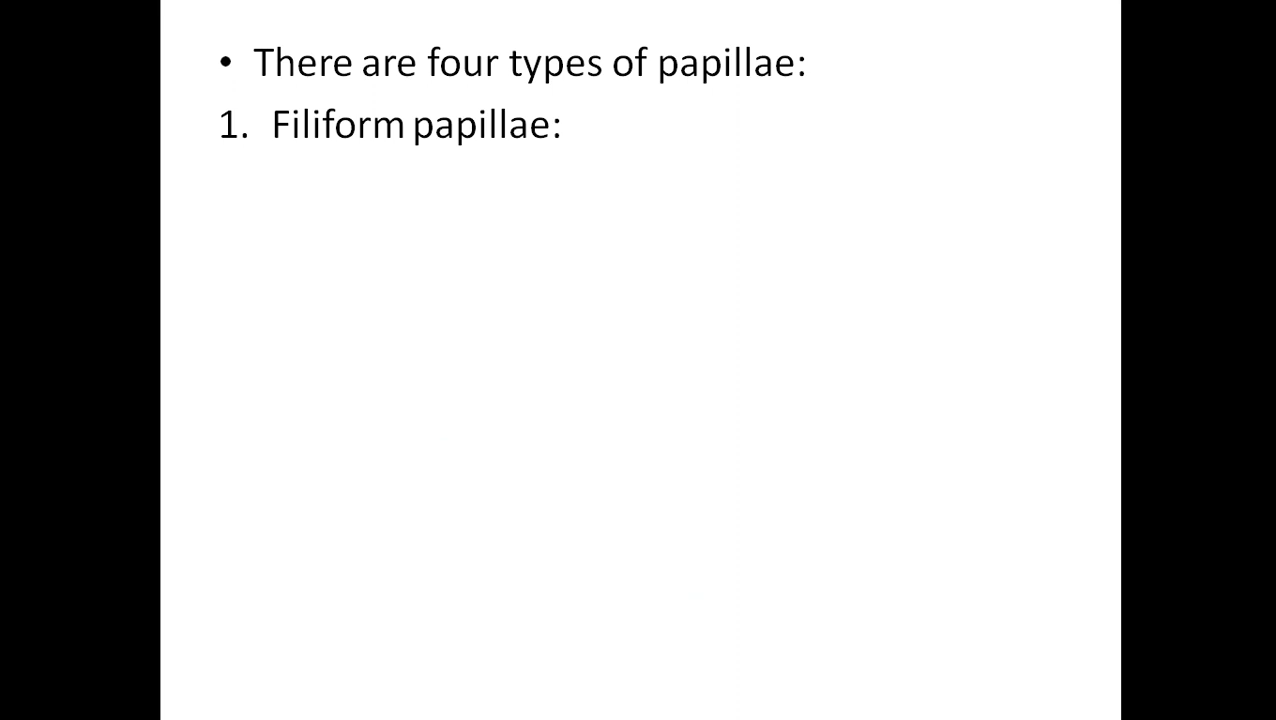 • There are four types of papillae:
1. Filiform papillae: